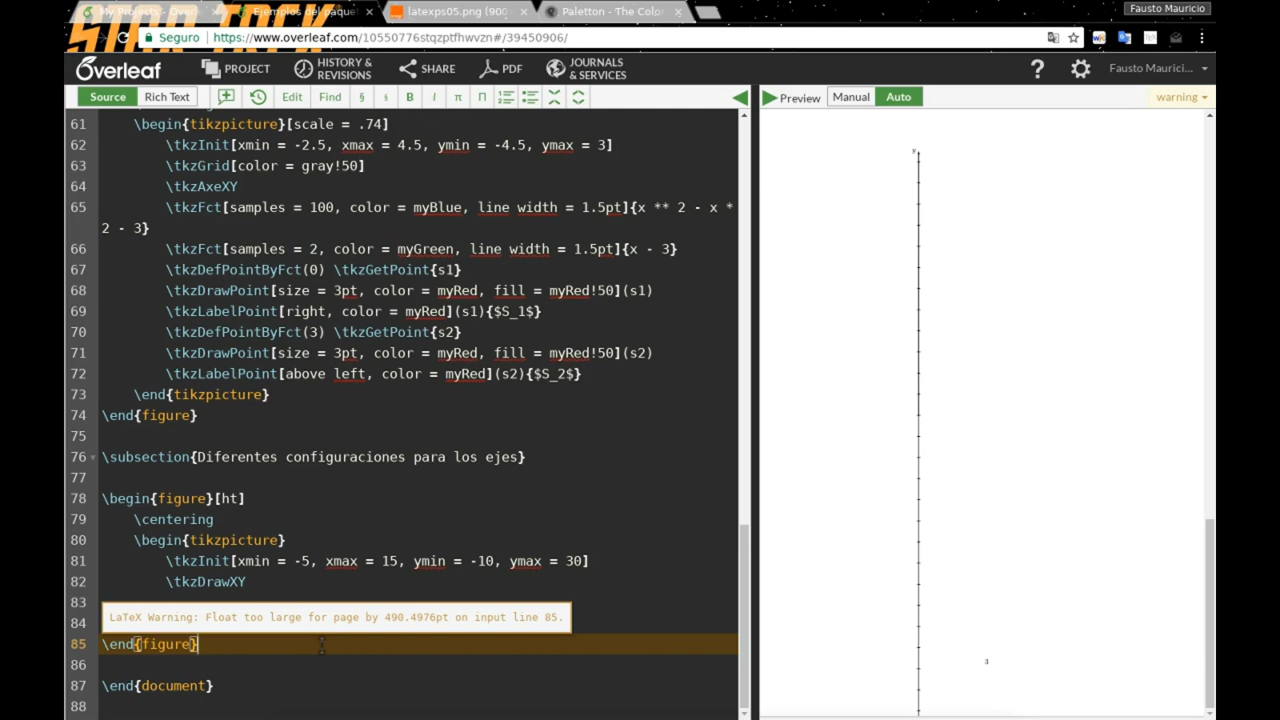 My Projects - Overl
Ejemplos del paque
latexps05.png (900
Paletton - The Color
Fausto Mauricio
Seguro
https://www.overleaf.com/10550776stqzptfhwvzn#/39450906/
Overleaf
PROJECT
HISTORY & REVISIONS
SHARE
PDF
JOURNALS & SERVICES
?
Fausto Maurici...
Source
Rich Text
Edit
Find
§
§
B
I
π
Π
Preview
Manual
Auto
warning
61 \begin{tikzpicture}[scale = .74]
62 \tkzInit[xmin = -2.5, xmax = 4.5, ymin = -4.5, ymax = 3]
63 \tkzGrid[color = gray!50]
64 \tkzAxeXY
65 \tkzFct[samples = 100, color = myBlue, line width = 1.5pt]{x ** 2 - x *
2 - 3}
66 \tkzFct[samples = 2, color = myGreen, line width = 1.5pt]{x - 3}
67 \tkzDefPointByFct(0) \tkzGetPoint{s1}
68 \tkzDrawPoint[size = 3pt, color = myRed, fill = myRed!50](s1)
69 \tkzLabelPoint[right, color = myRed](s1){$S_1$}
70 \tkzDefPointByFct(3) \tkzGetPoint{s2}
71 \tkzDrawPoint[size = 3pt, color = myRed, fill = myRed!50](s2)
72 \tkzLabelPoint[above left, color = myRed](s2){$S_2$}
73 \end{tikzpicture}
74 \end{figure}
75
76 \subsection{Diferentes configuraciones para los ejes}
77
78 \begin{figure}[ht]
79 \centering
80 \begin{tikzpicture}
81 \tkzInit[xmin = -5, xmax = 15, ymin = -10, ymax = 30]
82 \tkzDrawXY
83
LaTeX Warning: Float too large for page by 490.4976pt on input line 85.
84
85 \end{figure}
86
87 \end{document}
88
y
3